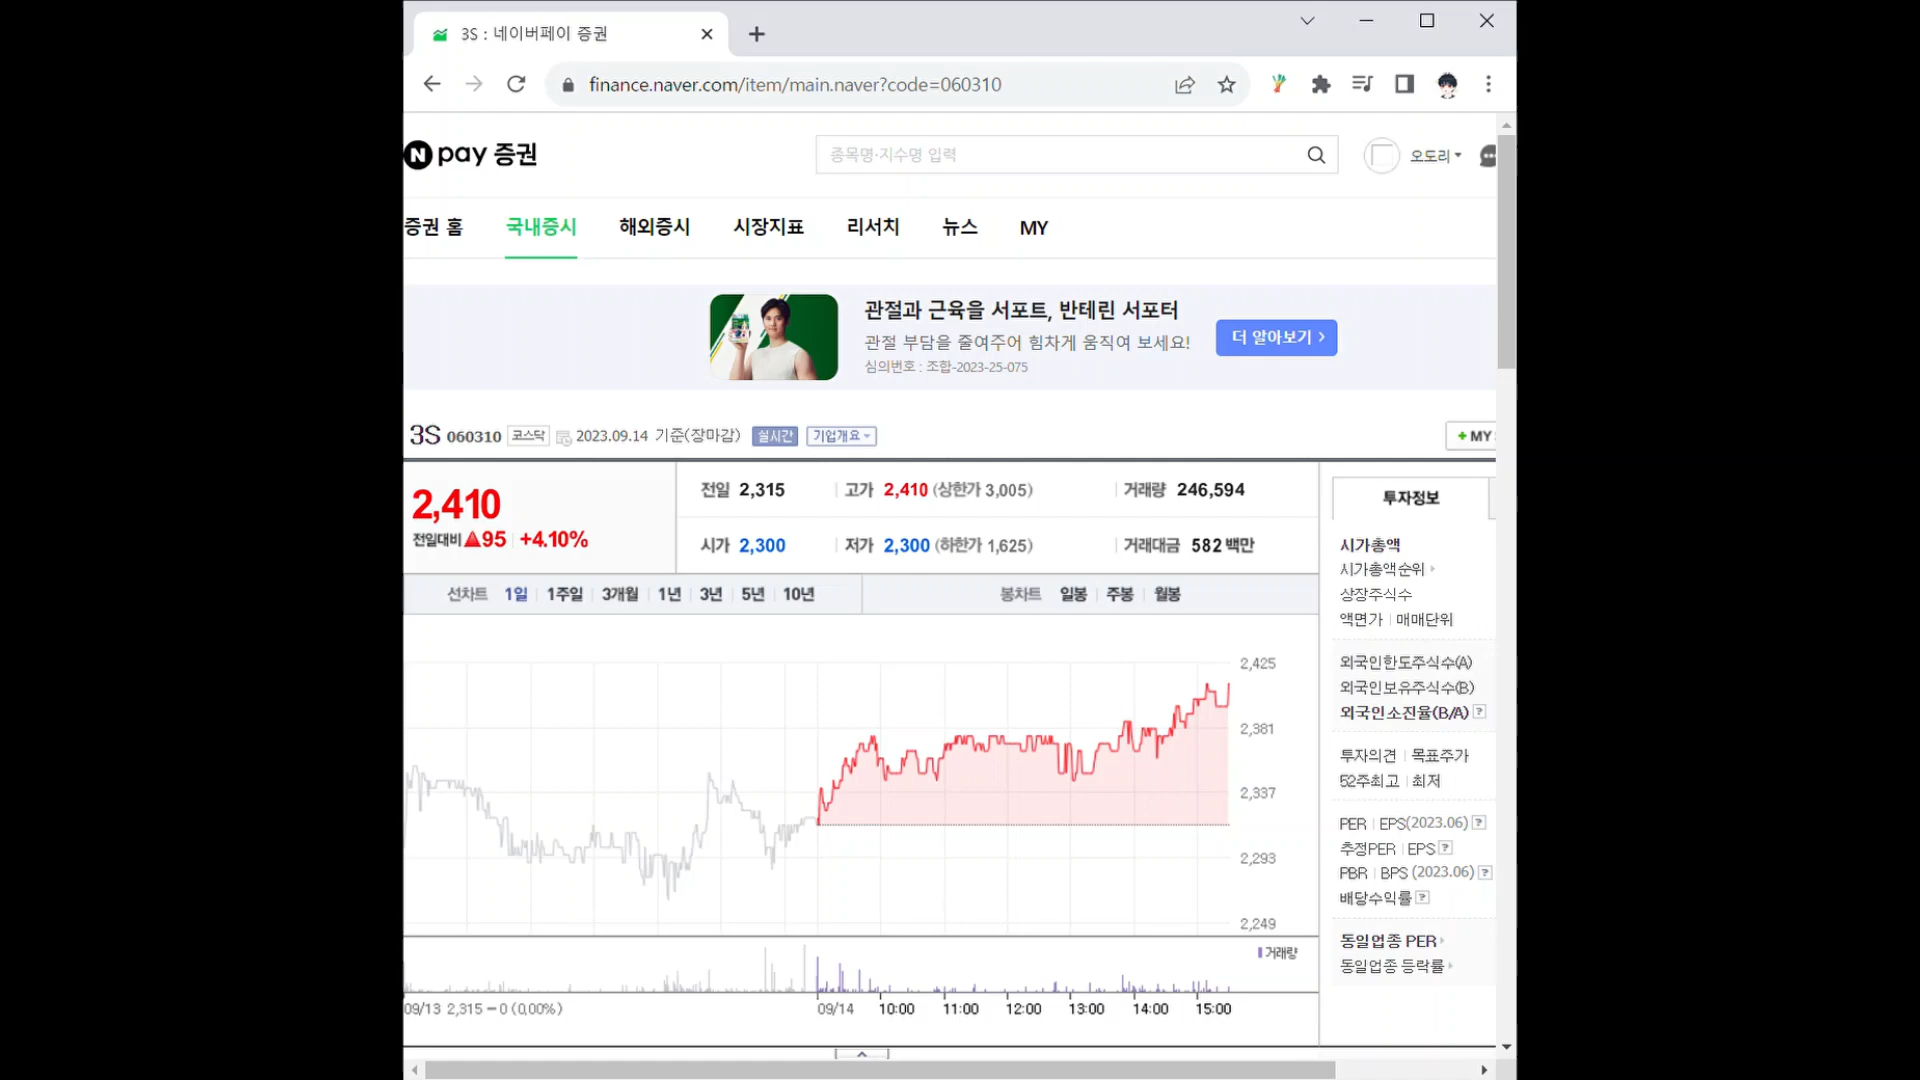 3S : 네이버페이 증권
finance.naver.com/item/main.naver?code=060310
N pay 증권
종목명·지수명 입력
오도리
증권 홈 국내증시 해외증시 시장지표 리서치 뉴스 MY
관절과 근육을 서포트, 반테린 서포터
관절 부담을 줄여주어 힘차게 움직여 보세요!
심의번호 : 조합-2023-25-075
더 알아보기
3S 060310 코스닥 2023.09.14 기준(장마감) 실시간 기업개요
+ MY
2,410
전일대비 ▲95 +4.10%
전일 2,315 고가 2,410 (상한가 3,005) 거래량 246,594
시가 2,300 저가 2,300 (하한가 1,625) 거래대금 582 백만
선차트 1일 1주일 3개월 1년 3년 5년 10년
봉차트 일봉 주봉 월봉
2,425
2,381
2,337
2,293
2,249
거래량
09/13 2,315 – 0 (0,00%)
09/14 10:00 11:00 12:00 13:00 14:00 15:00
투자정보
시가총액
시가총액순위
상장주식수
액면가 매매단위
외국인한도주식수(A)
외국인보유주식수(B)
외국인소진율(B/A) ?
투자의견 목표주가
52주최고 최저
PER EPS(2023.06) ?
추정PER EPS ?
PBR BPS (2023.06) ?
배당수익률 ?
동일업종 PER
동일업종 등락률